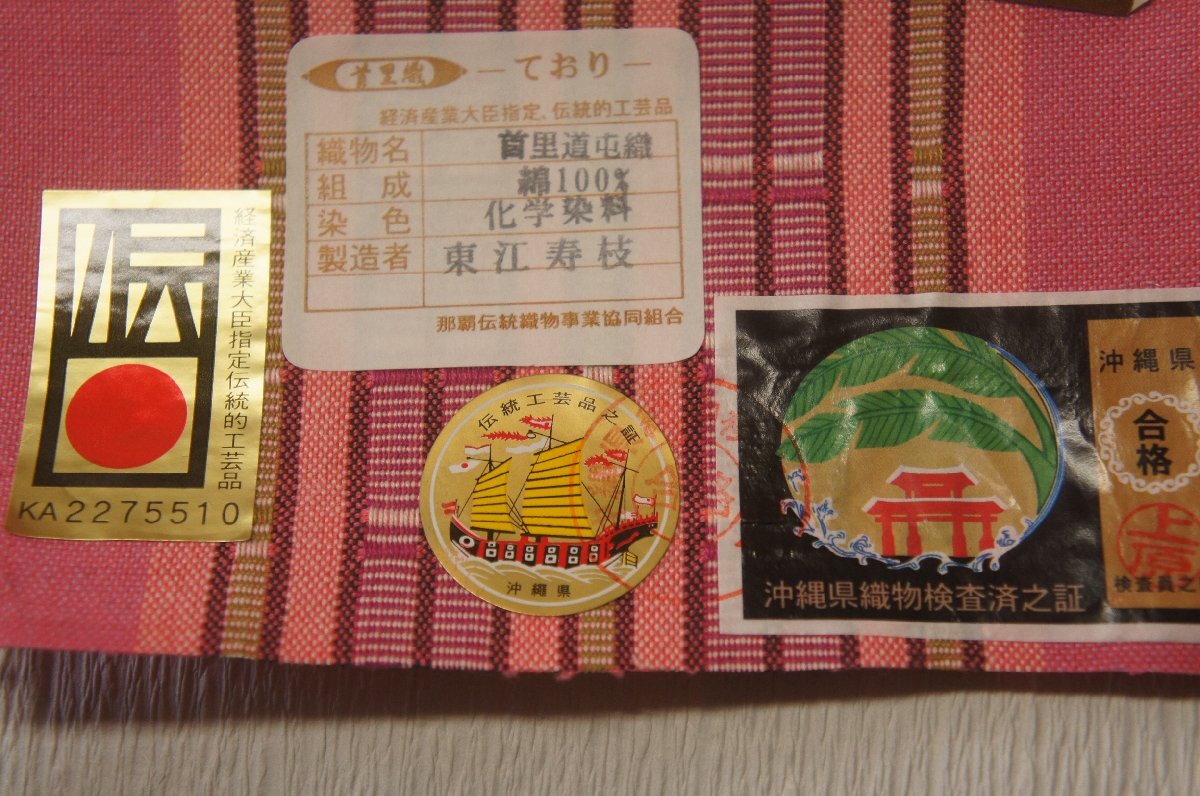 首里織
ており
経済産業大臣指定、伝統的工芸品
織物名 首里道屯織
組成 綿100%
染色 化学染料
製造者 東江寿枝
那覇伝統織物事業協同組合
伝
経済産業大臣指定伝統的工芸品
KA2275510
伝統工芸品之証
沖縄県
沖縄県織物検査済之証
沖縄県
合格
検査員之